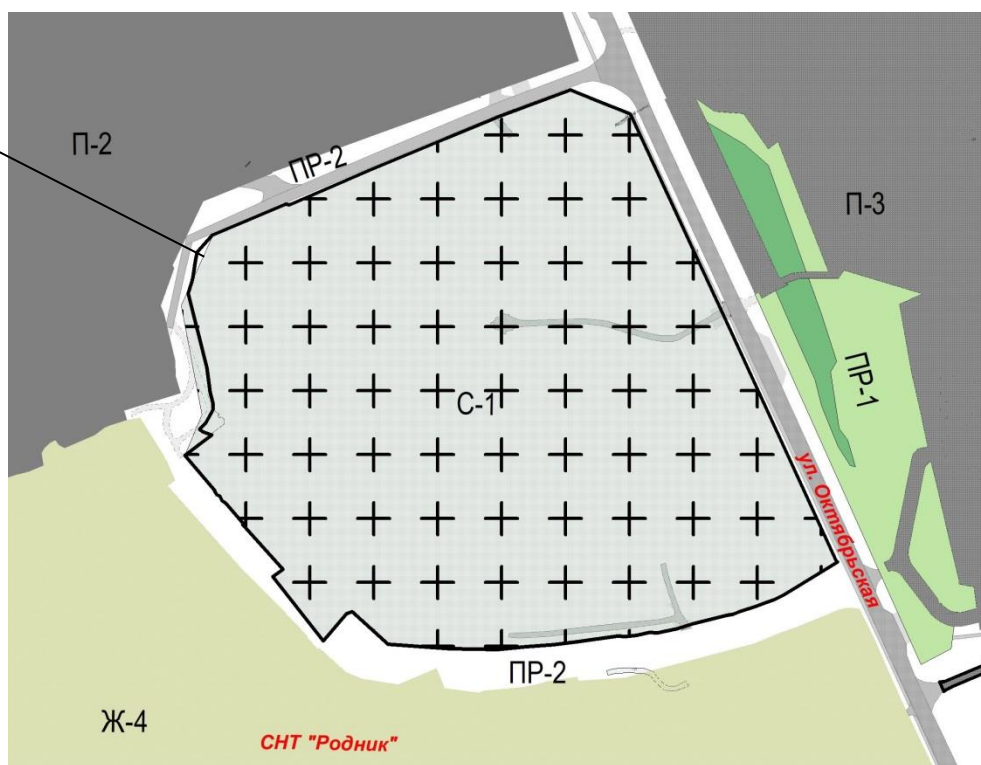 П-2
ПР-2
П-3
ПР-1
С-1
ул. Октябрьская
ПР-2
Ж-4
СНТ "Родник"